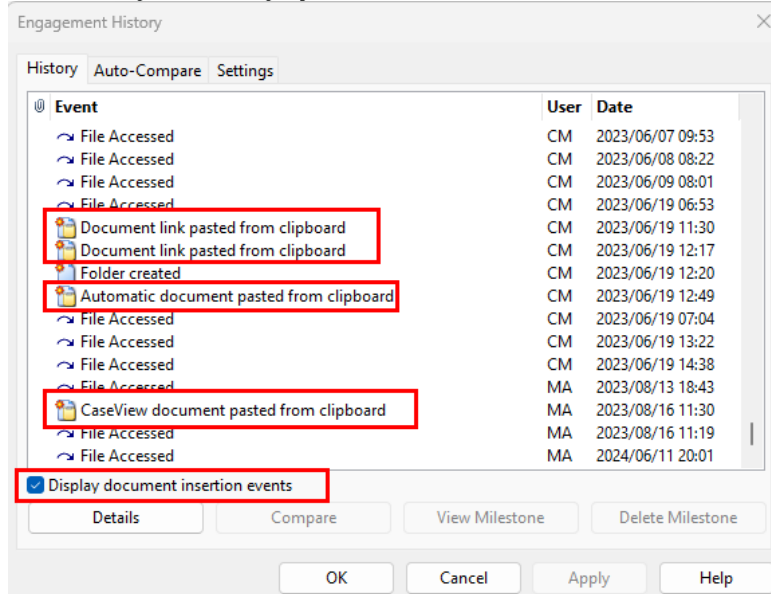 Engagement History
History Auto-Compare Settings
Event User Date
File Accessed CM 2023/06/07 09:53
File Accessed CM 2023/06/08 08:22
File Accessed CM 2023/06/09 08:01
File Accessed CM 2023/06/19 06:53
Document link pasted from clipboard CM 2023/06/19 11:30
Document link pasted from clipboard CM 2023/06/19 12:17
Folder created CM 2023/06/19 12:20
Automatic document pasted from clipboard CM 2023/06/19 12:49
File Accessed CM 2023/06/19 07:04
File Accessed CM 2023/06/19 13:22
File Accessed CM 2023/06/19 14:38
File Accessed MA 2023/08/13 18:43
CaseView document pasted from clipboard MA 2023/08/16 11:30
File Accessed MA 2023/08/16 11:19
File Accessed MA 2024/06/11 20:01
Display document insertion events
Details Compare View Milestone Delete Milestone
OK Cancel Apply Help